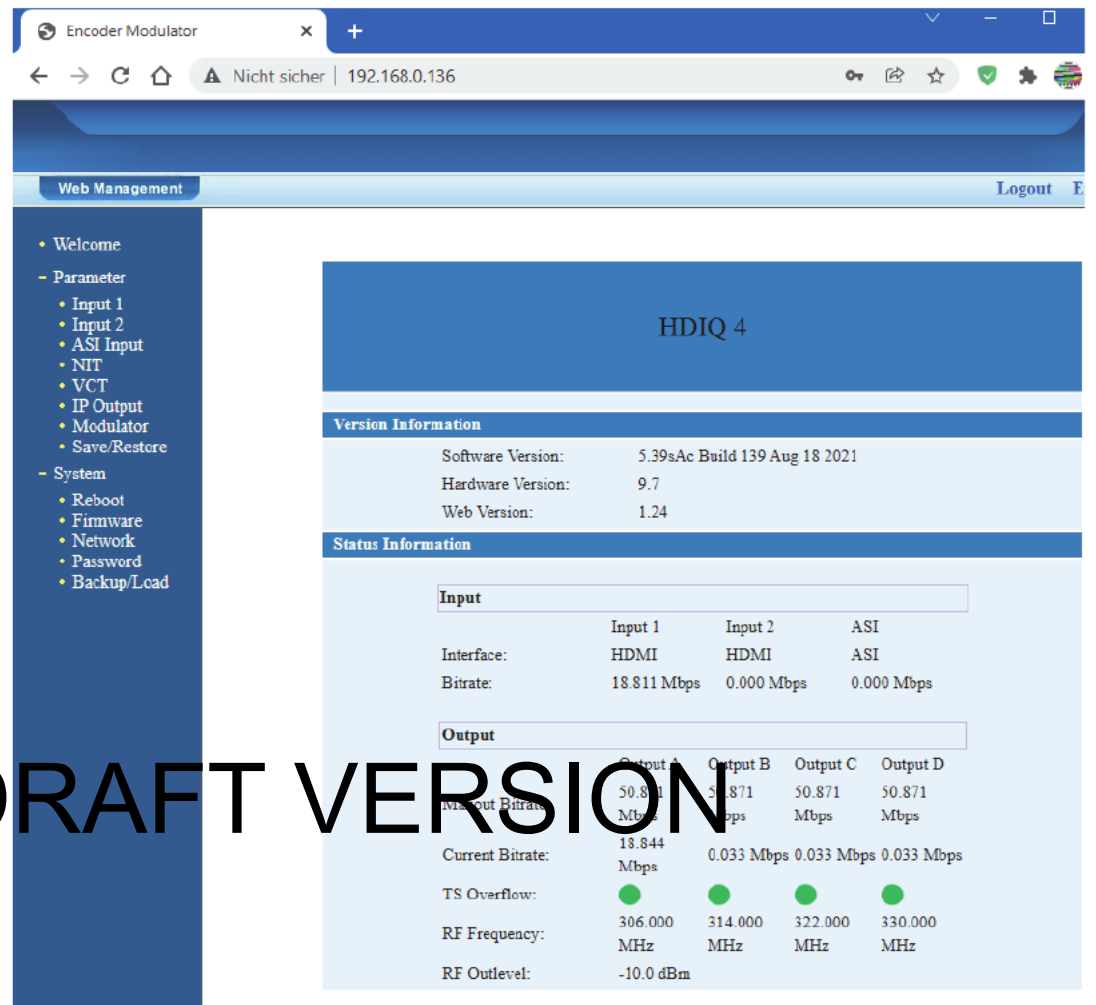 Encoder Modulator
Nicht sicher 192.168.0.136
Web Management Logout
Welcome
Parameter
Input 1
Input 2
ASI Input
NIT
VCT
IP Output
Modulator
Save/Restore
System
Reboot
Firmware
Network
Password
Backup/Load
HDIQ 4
Version Information
Software Version: 5.39sAc Build 139 Aug 18 2021
Hardware Version: 9.7
Web Version: 1.24
Status Information
Input
Input 1 Input 2 ASI
Interface: HDMI HDMI ASI
Bitrate: 18.811 Mbps 0.000 Mbps 0.000 Mbps
Output
Output A Output B Output C Output D
Bitrate 50.871 50.871 50.871
Mbps Mbps Mbps Mbps
DRAFT VERSION
Current Bitrate: 18.844 Mbps 0.033 Mbps 0.033 Mbps 0.033 Mbps
TS Overflow:
RF Frequency: 306.000 MHz 314.000 MHz 322.000 MHz 330.000 MHz
RF Outlevel: -10.0 dBm